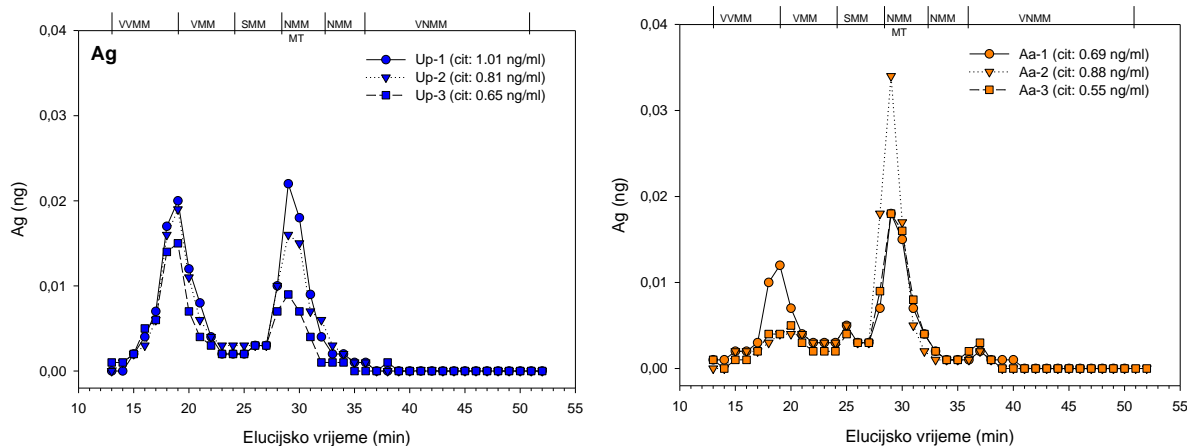 VVMM VMM SMM NMM NMM VNMM
MT
0,04
Ag
Up-1 (cit: 1.01 ng/ml)
Up-2 (cit: 0.81 ng/ml)
Up-3 (cit: 0.65 ng/ml)
0,03
0,02
0,01
0,00
Ag (ng)
10 15 20 25 30 35 40 45 50 55
Elucijsko vrijeme (min)
VVMM VMM SMM NMM NMM VNMM
MT
0,04
Aa-1 (cit: 0.69 ng/ml)
Aa-2 (cit: 0.88 ng/ml)
Aa-3 (cit: 0.55 ng/ml)
0,03
0,02
0,01
0,00
Ag (ng)
10 15 20 25 30 35 40 45 50 55
Elucijsko vrijeme (min)